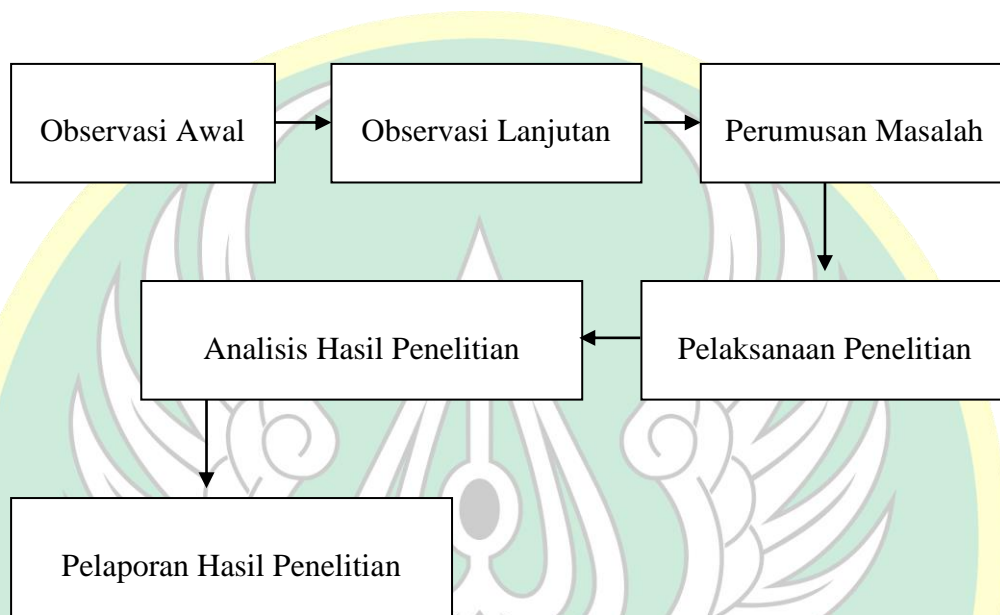 Observasi Awal
Observasi Lanjutan
Perumusan Masalah
Analisis Hasil Penelitian
Pelaksanaan Penelitian
Pelaporan Hasil Penelitian